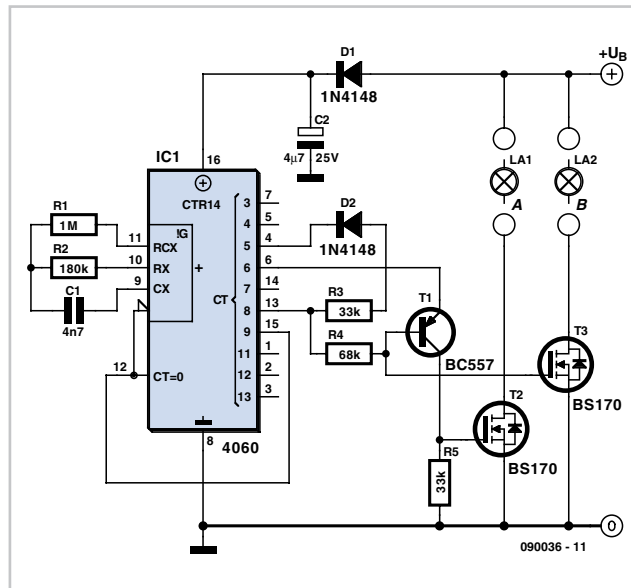 +UB
D1
1N4148
C2
4µ7 25V
IC1
16
CTR14
LA1
LA2
A
B
R1
1M
R2
180k
C1
4n7
11
10
9
12
!G
RCX
RX
CX
+
CT=0
CT
3 7
4 5
5 4
6 6
7 14
8 13
9 15
11 1
12 2
13 3
8
4060
D2
1N4148
R3
33k
R4
68k
T1
BC557
T3
BS170
T2
BS170
R5
33k
0
090036 - 11